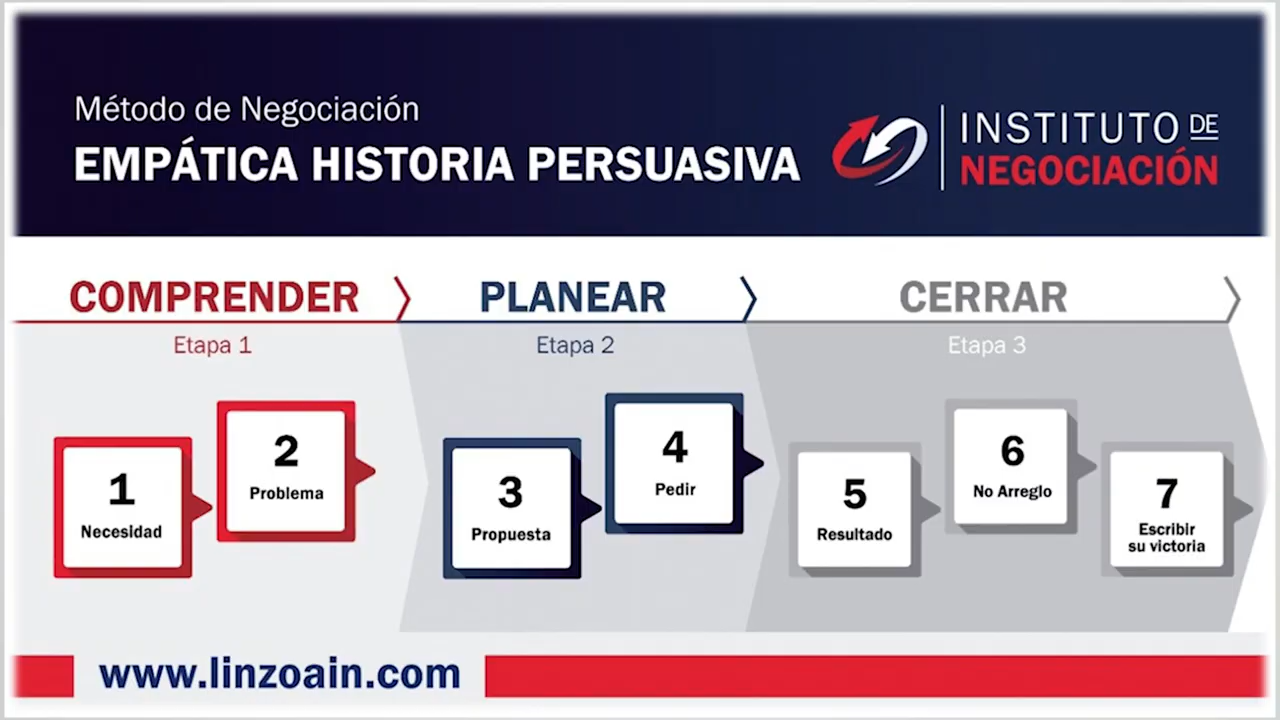 Método de Negociación
EMPÁTICA HISTORIA PERSUASIVA
INSTITUTO DE
NEGOCIACIÓN
COMPRENDER
Etapa 1
PLANEAR
Etapa 2
CERRAR
Etapa 3
1
Necesidad
2
Problema
3
Propuesta
4
Pedir
5
Resultado
6
No Arreglo
7
Escribir
su victoria
www.linzoain.com